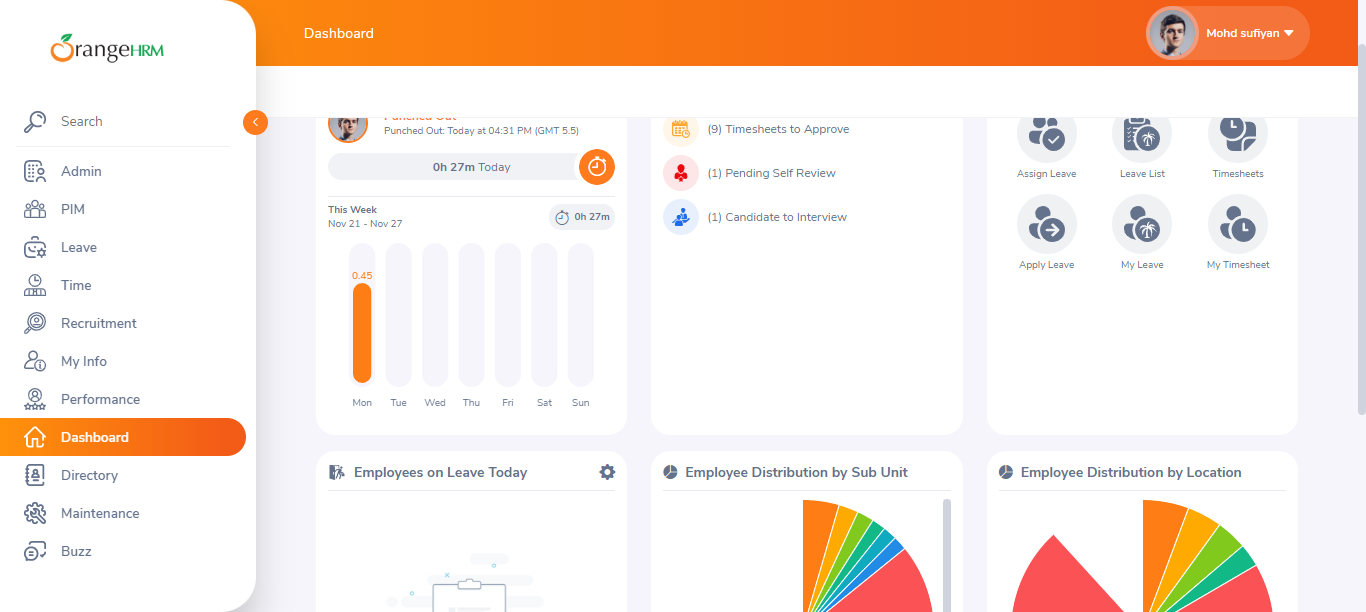 OrangeHRM
Search
Admin
PIM
Leave
Time
Recruitment
My Info
Performance
Dashboard
Directory
Maintenance
Buzz
Dashboard
Mohd sufiyan
Punched Out
Punched Out: Today at 04:31 PM (GMT 5.5)
0h 27m Today
This Week
Nov 21 - Nov 27
0h 27m
0.45
Mon Tue Wed Thu Fri Sat Sun
(9) Timesheets to Approve
(1) Pending Self Review
(1) Candidate to Interview
Assign Leave
Leave List
Timesheets
Apply Leave
My Leave
My Timesheet
Employees on Leave Today
Employee Distribution by Sub Unit
Employee Distribution by Location